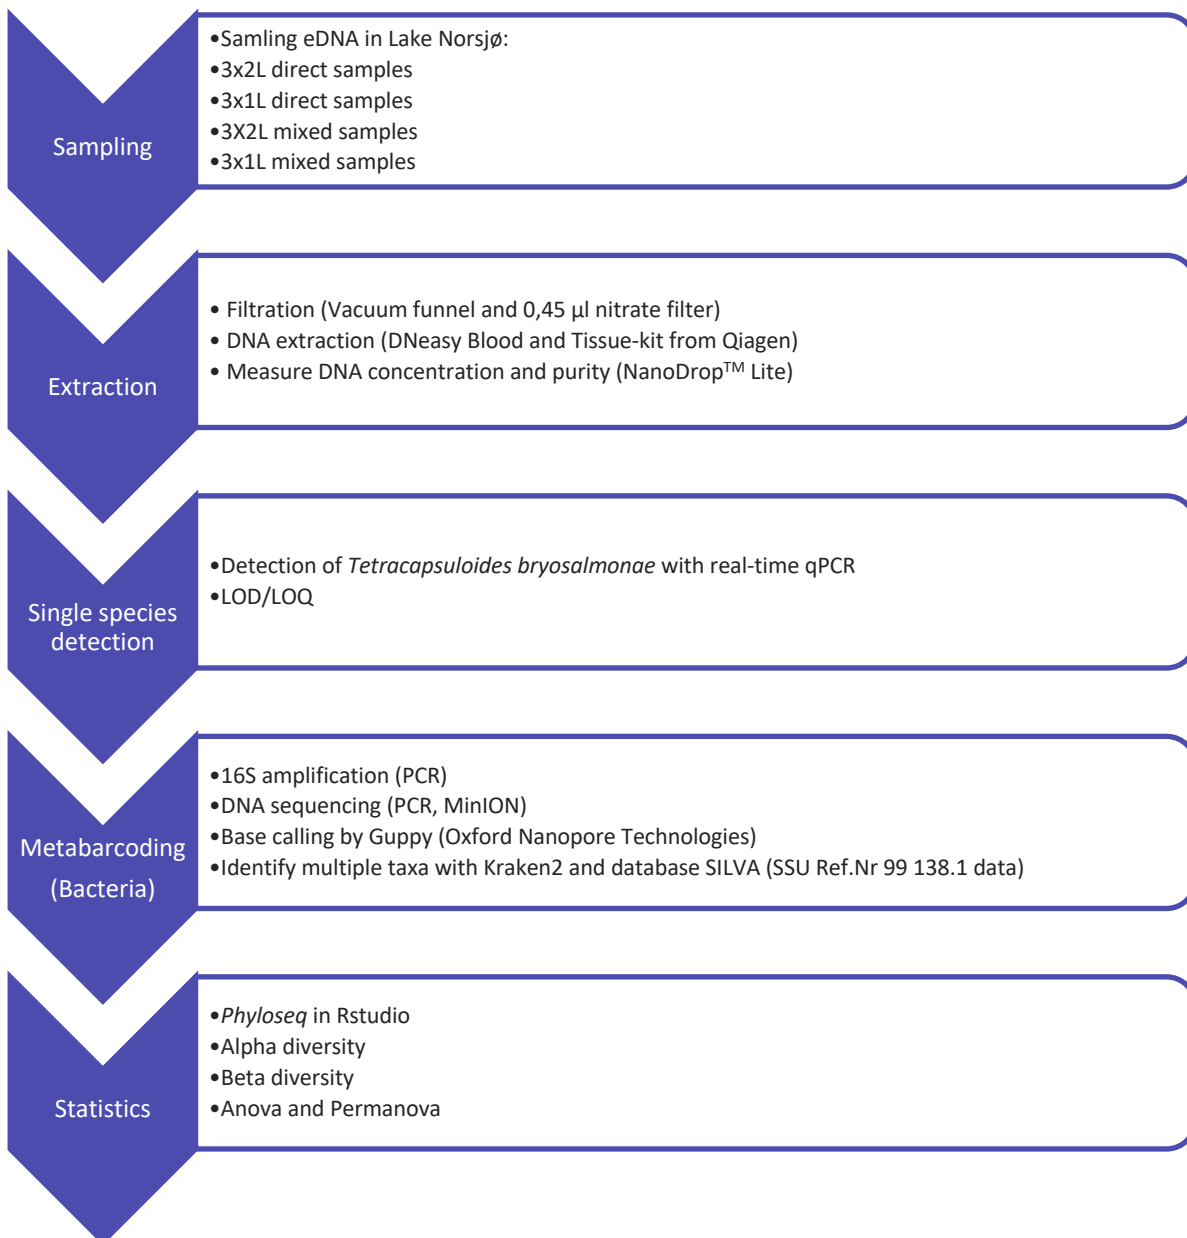 Sampling
•Samling eDNA in Lake Norsjø:
•3x2L direct samples
•3x1L direct samples
•3X2L mixed samples
•3x1L mixed samples
Extraction
• Filtration (Vacuum funnel and 0,45 µl nitrate filter)
• DNA extraction (DNeasy Blood and Tissue-kit from Qiagen)
• Measure DNA concentration and purity (NanoDrop™ Lite)
Single species
detection
•Detection of Tetracapsuloides bryosalmonae with real-time qPCR
•LOD/LOQ
Metabarcoding
(Bacteria)
•16S amplification (PCR)
•DNA sequencing (PCR, MinION)
•Base calling by Guppy (Oxford Nanopore Technologies)
•Identify multiple taxa with Kraken2 and database SILVA (SSU Ref.Nr 99 138.1 data)
Statistics
•Phyloseq in Rstudio
•Alpha diversity
•Beta diversity
•Anova and Permanova